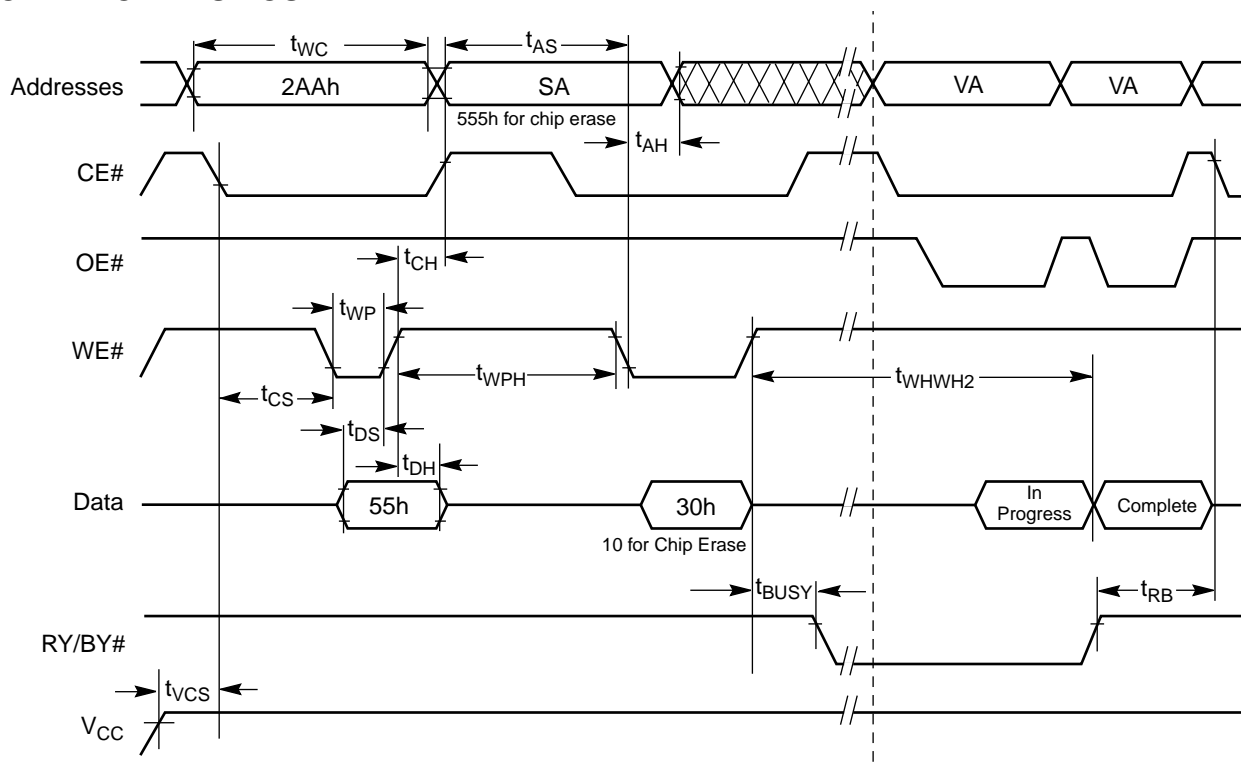 tWC
tAS
Addresses
2AAh
SA
VA
VA
555h for chip erase
tAH
CE#
OE#
tCH
tWP
WE#
tWPH
tWHWH2
tCS
tDS
tDH
Data
55h
30h
In
Progress
Complete
10 for Chip Erase
tBUSY
tRB
RY/BY#
tVCS
VCC